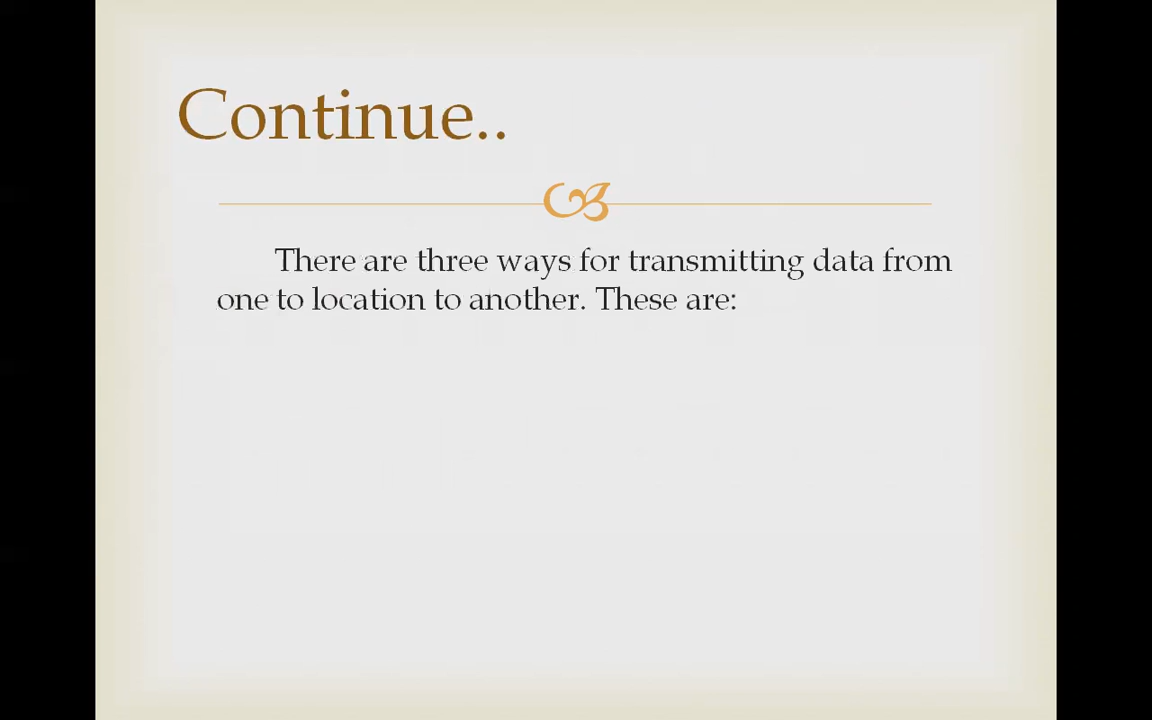 Continue..
There are three ways for transmitting data from
one to location to another. These are: